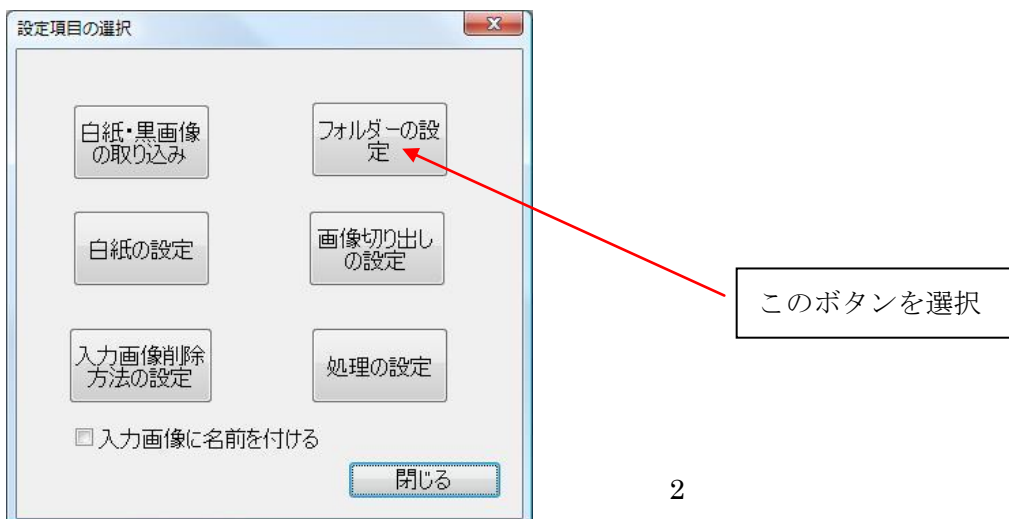 設定項目の選択
白紙・黒画像
の取り込み
フォルダーの設
定
白紙の設定
画像切り出し
の設定
このボタンを選択
入力画像削除
方法の設定
処理の設定
入力画像に名前を付ける
閉じる
2